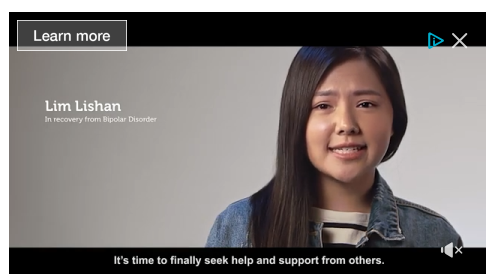 Learn more
Lim Lishan
In recovery from Bipolar Disorder
It's time to finally seek help and support from others.